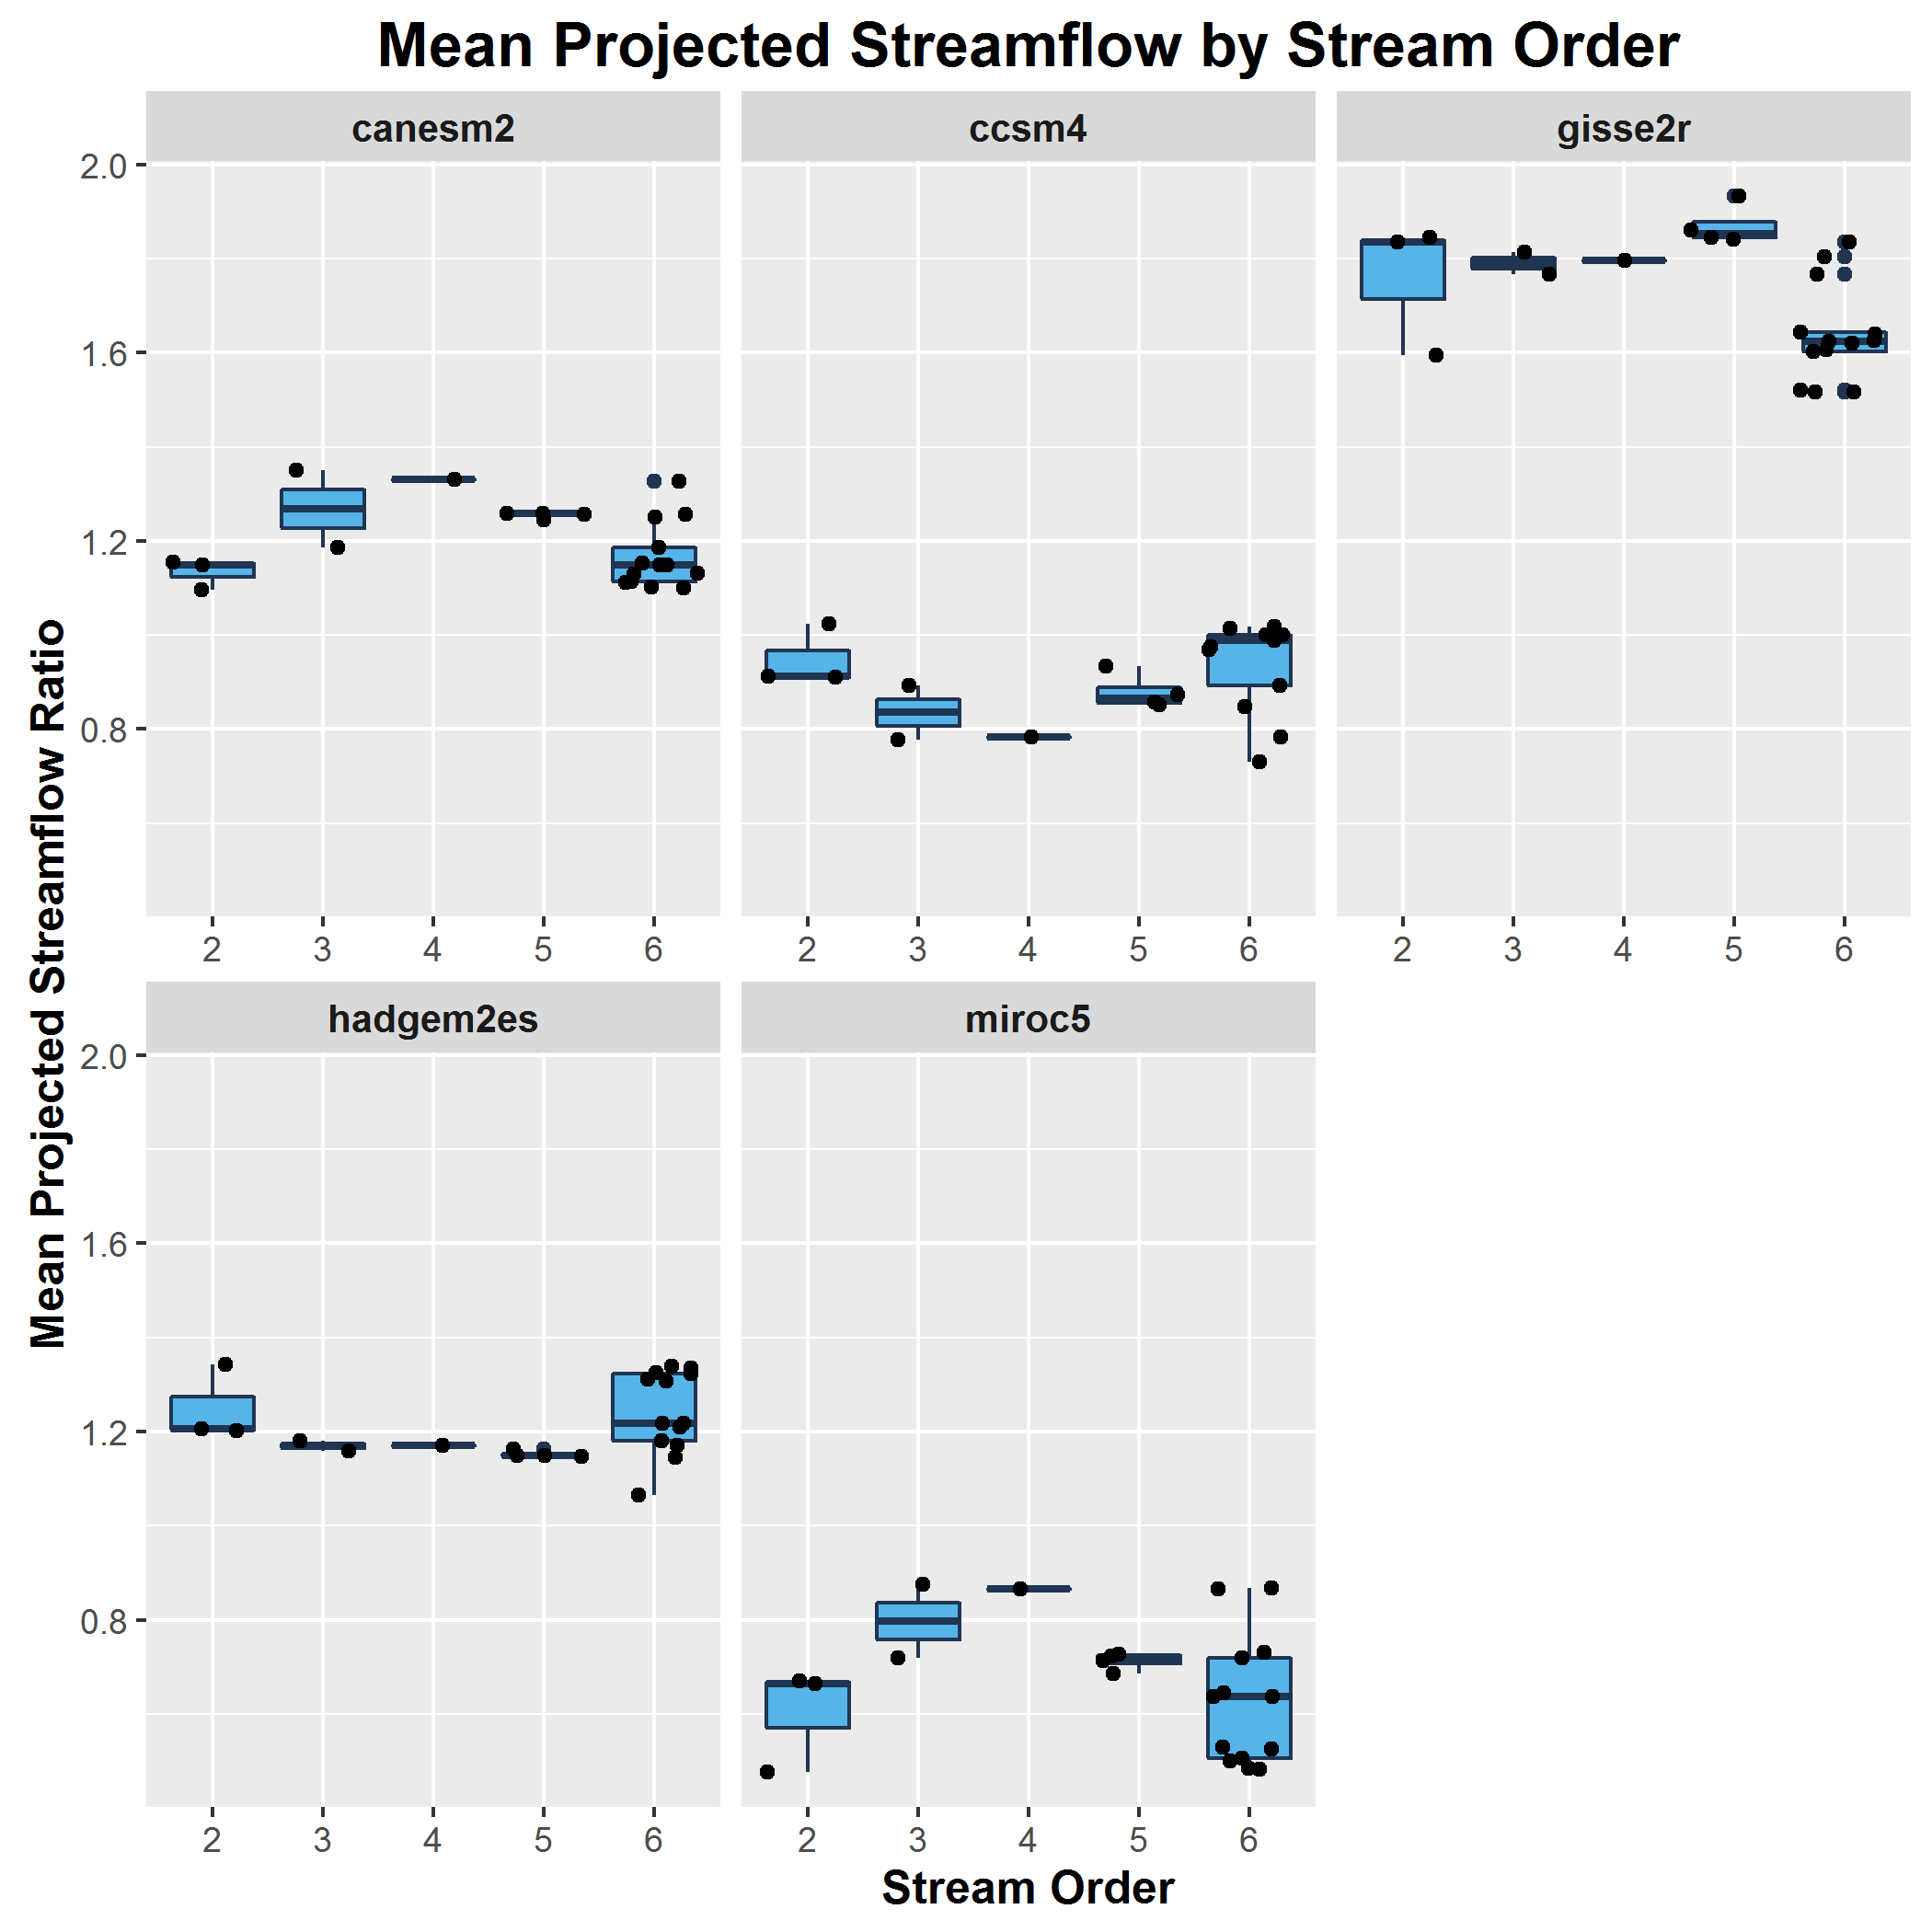 Mean Projected Streamflow by Stream Order
canesm2 ccsm4 gisse2r
2.0
1.6
1.2
0.8
2 3 4 5 6 2 3 4 5 6 2 3 4 5 6
Mean Projected Streamflow Ratio
hadgem2es miroc5
2.0
1.6
1.2
0.8
2 3 4 5 6 2 3 4 5 6
Stream Order